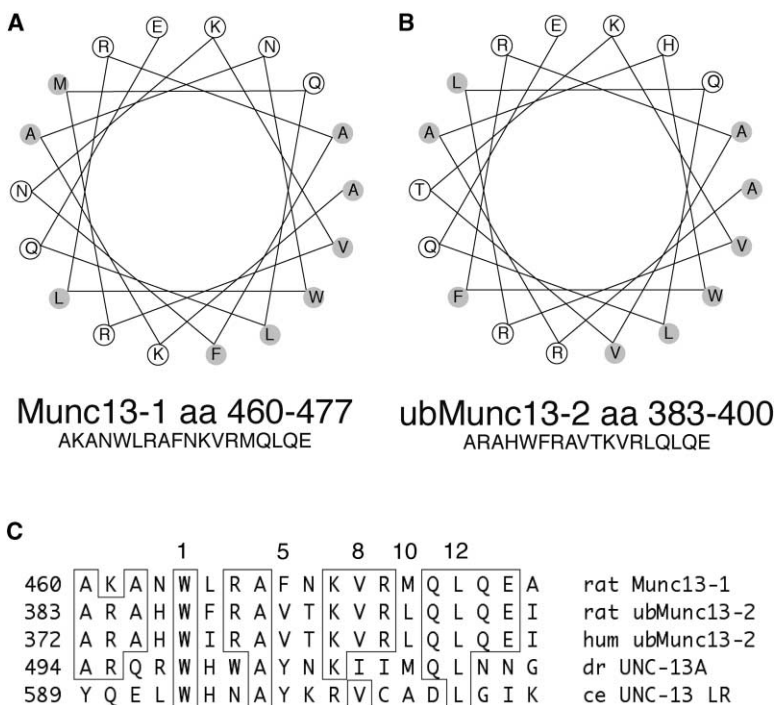 A
E K
R N
M Q
A A
N A
Q V
L W
R L
K F
Munc13-1 aa 460-477
AKANWLRAFNKVRMQLQE
B
E K
R H
L Q
A A
T A
Q V
F W
R L
R V
ubMunc13-2 aa 383-400
ARAHWFRAVTKVRLQLQE
C
1 5 8 10 12
460 A K A N W L R A F N K V R M Q L Q E A rat Munc13-1
383 A R A H W F R A V T K V R L Q L Q E I rat ubMunc13-2
372 A R A H W I R A V T K V R L Q L Q E I hum ubMunc13-2
494 A R Q R W H W A Y N K I I M Q L N N G dr UNC-13A
589 Y Q E L W H N A Y K R V C A D L G I K ce UNC-13 LR